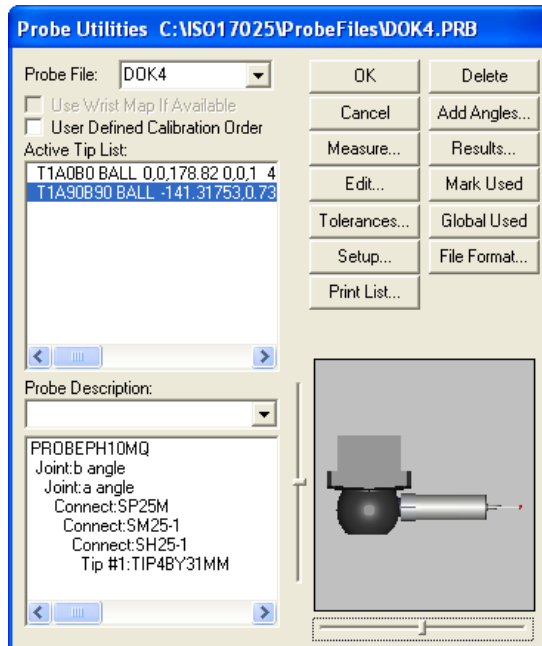 Probe Utilities C:\ISO17025\ProbeFiles\DOK4.PRB
Probe File: DOK4
Use Wrist Map If Available
User Defined Calibration Order
Active Tip List:
T1A0B0 BALL 0,0,178.82 0,0,1 4
T1A90B90 BALL -141.31753,0.73
OK
Delete
Cancel
Add Angles...
Measure...
Results...
Edit...
Mark Used
Tolerances...
Global Used
Setup...
File Format...
Print List...
Probe Description:
PROBEPH10MQ
Joint:b angle
Joint:a angle
Connect:SP25M
Connect:SM25-1
Connect:SH25-1
Tip #1:TIP4BY31MM